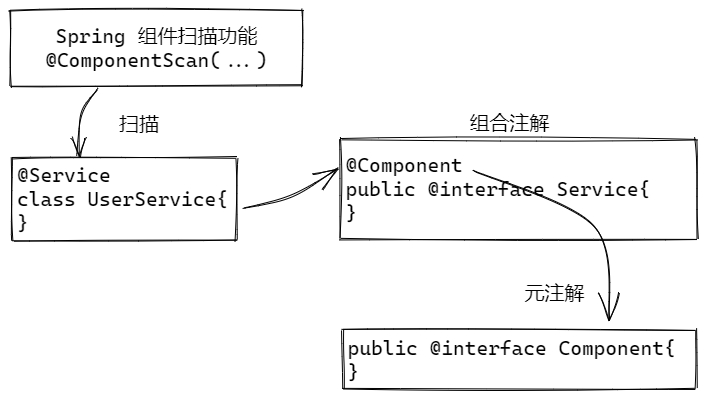 Spring 组件扫描功能
@ComponentScan(...)
扫描
组合注解
@Service
class UserService{
}
@Component
public @interface Service{
}
元注解
public @interface Component{
}